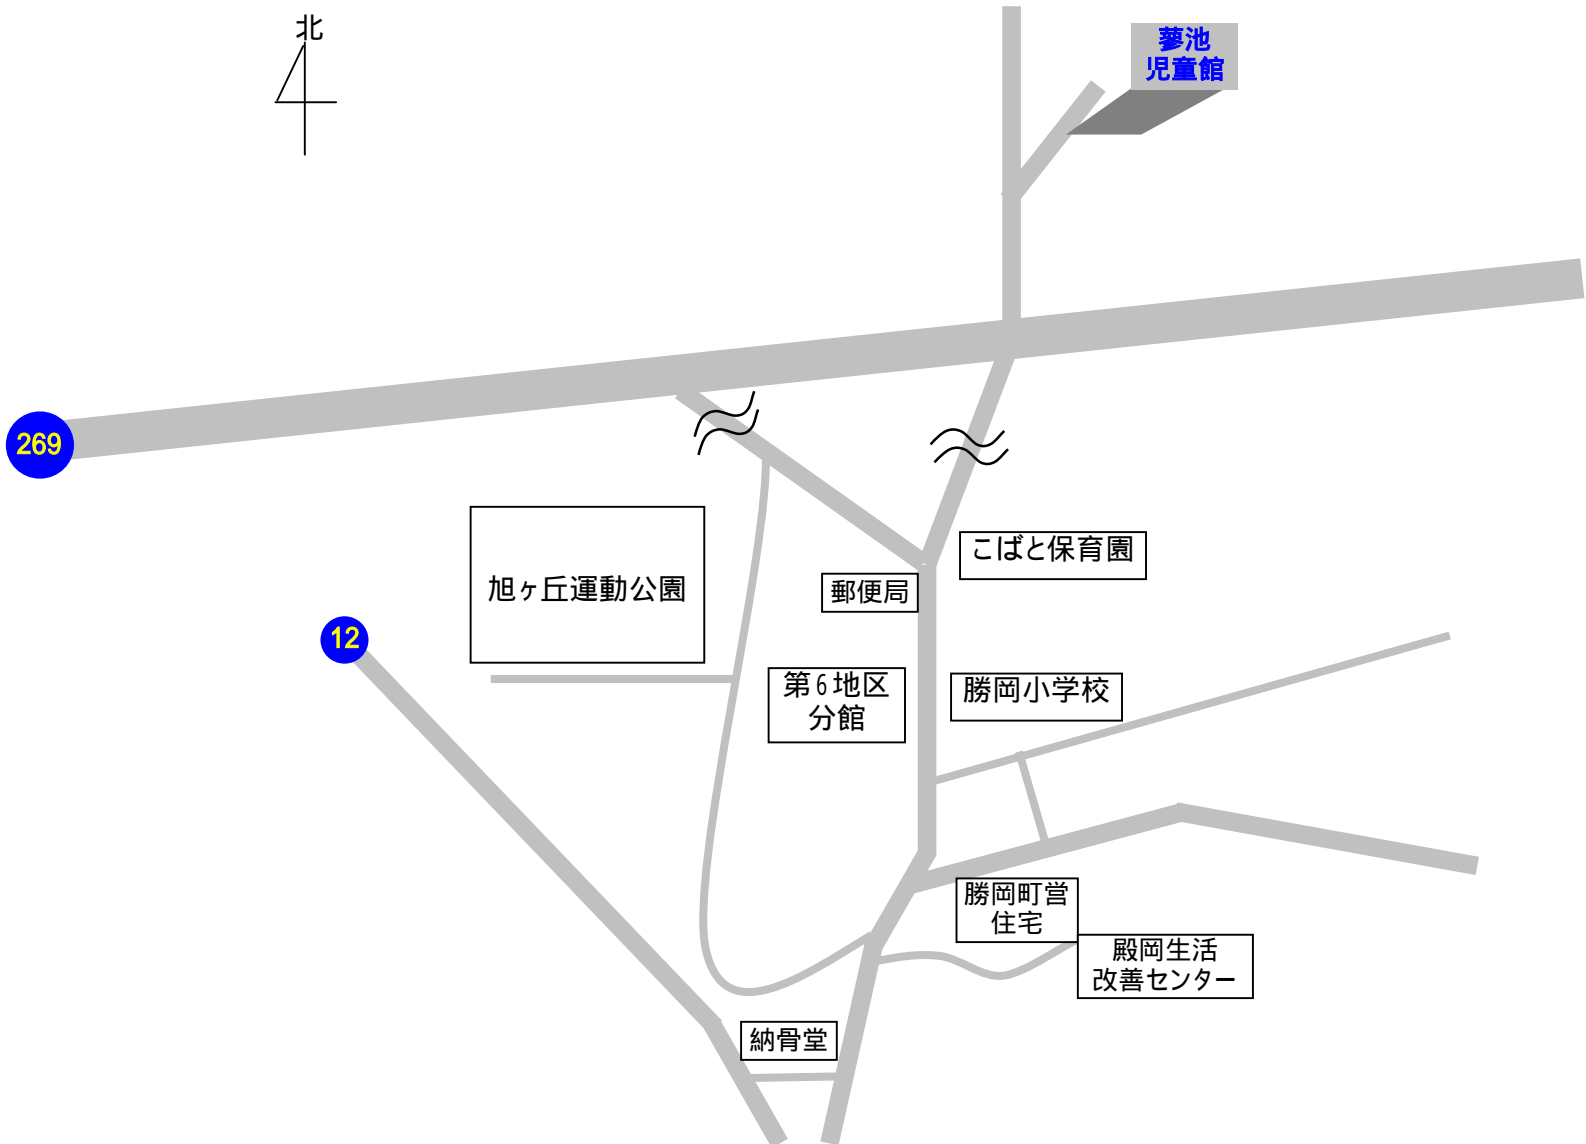 北
蓼池
児童館
269
こばと保育園
旭ヶ丘運動公園
郵便局
12
第6地区
分館
勝岡小学校
勝岡町営
住宅
殿岡生活
改善センター
納骨堂